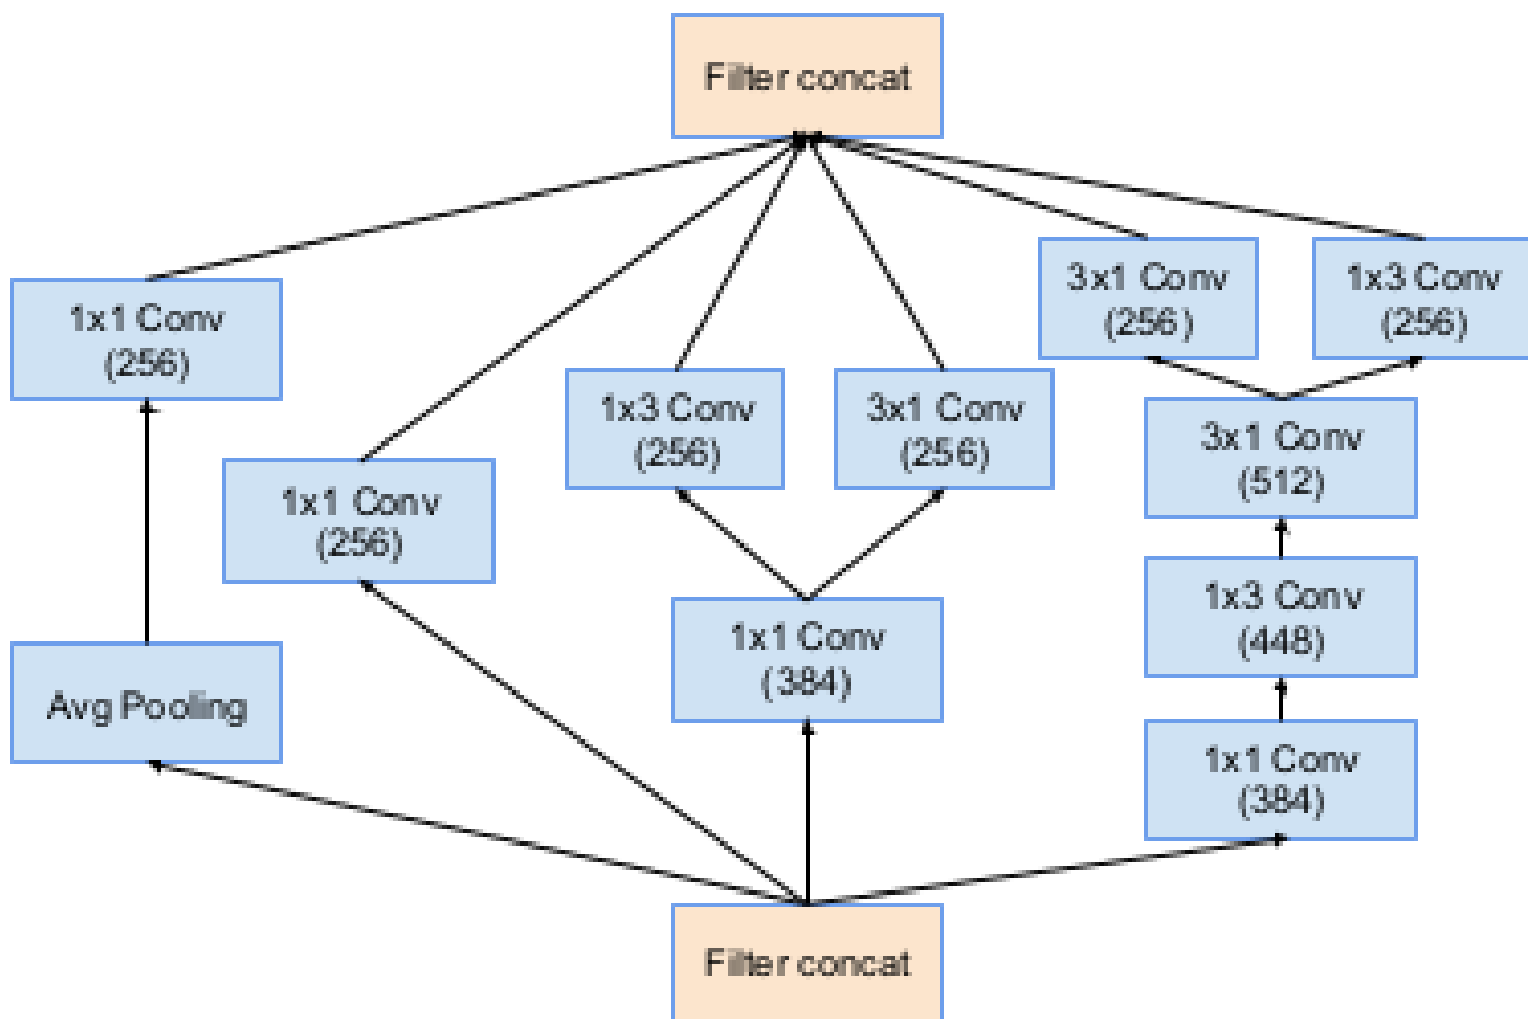 Filter concat
3x1 Conv
(256)
1x3 Conv
(256)
1x1 Conv
(256)
1x3 Conv
(256)
3x1 Conv
(256)
3x1 Conv
(512)
1x1 Conv
(256)
1x3 Conv
(448)
1x1 Conv
(384)
Avg Pooling
1x1 Conv
(384)
Filter concat